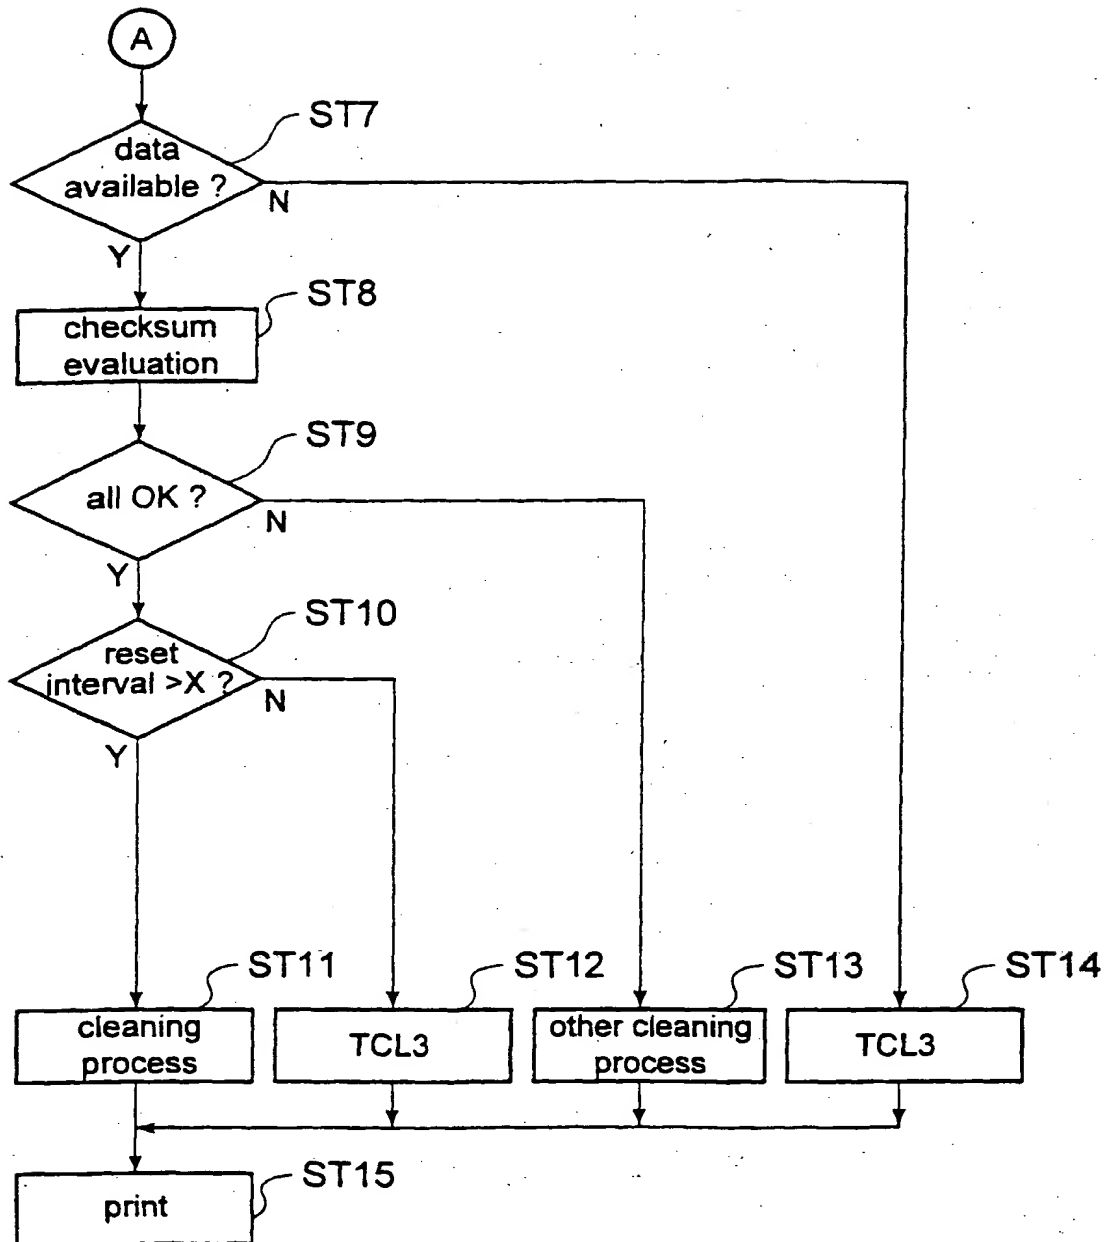 A
ST7
data
available ?
N
Y
ST8
checksum
evaluation
ST9
all OK ?
N
Y
ST10
reset
interval >X ?
N
Y
ST11
cleaning
process
ST12
TCL3
ST13
other cleaning
process
ST14
TCL3
ST15
print